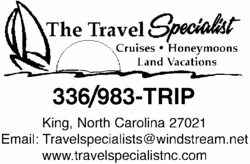 The Travel Specialist
Cruises • Honeymoons
Land Vacations
336/983-TRIP
King, North Carolina 27021
Email: Travelspecialists@windstream.net
www.travelspecialistnc.com